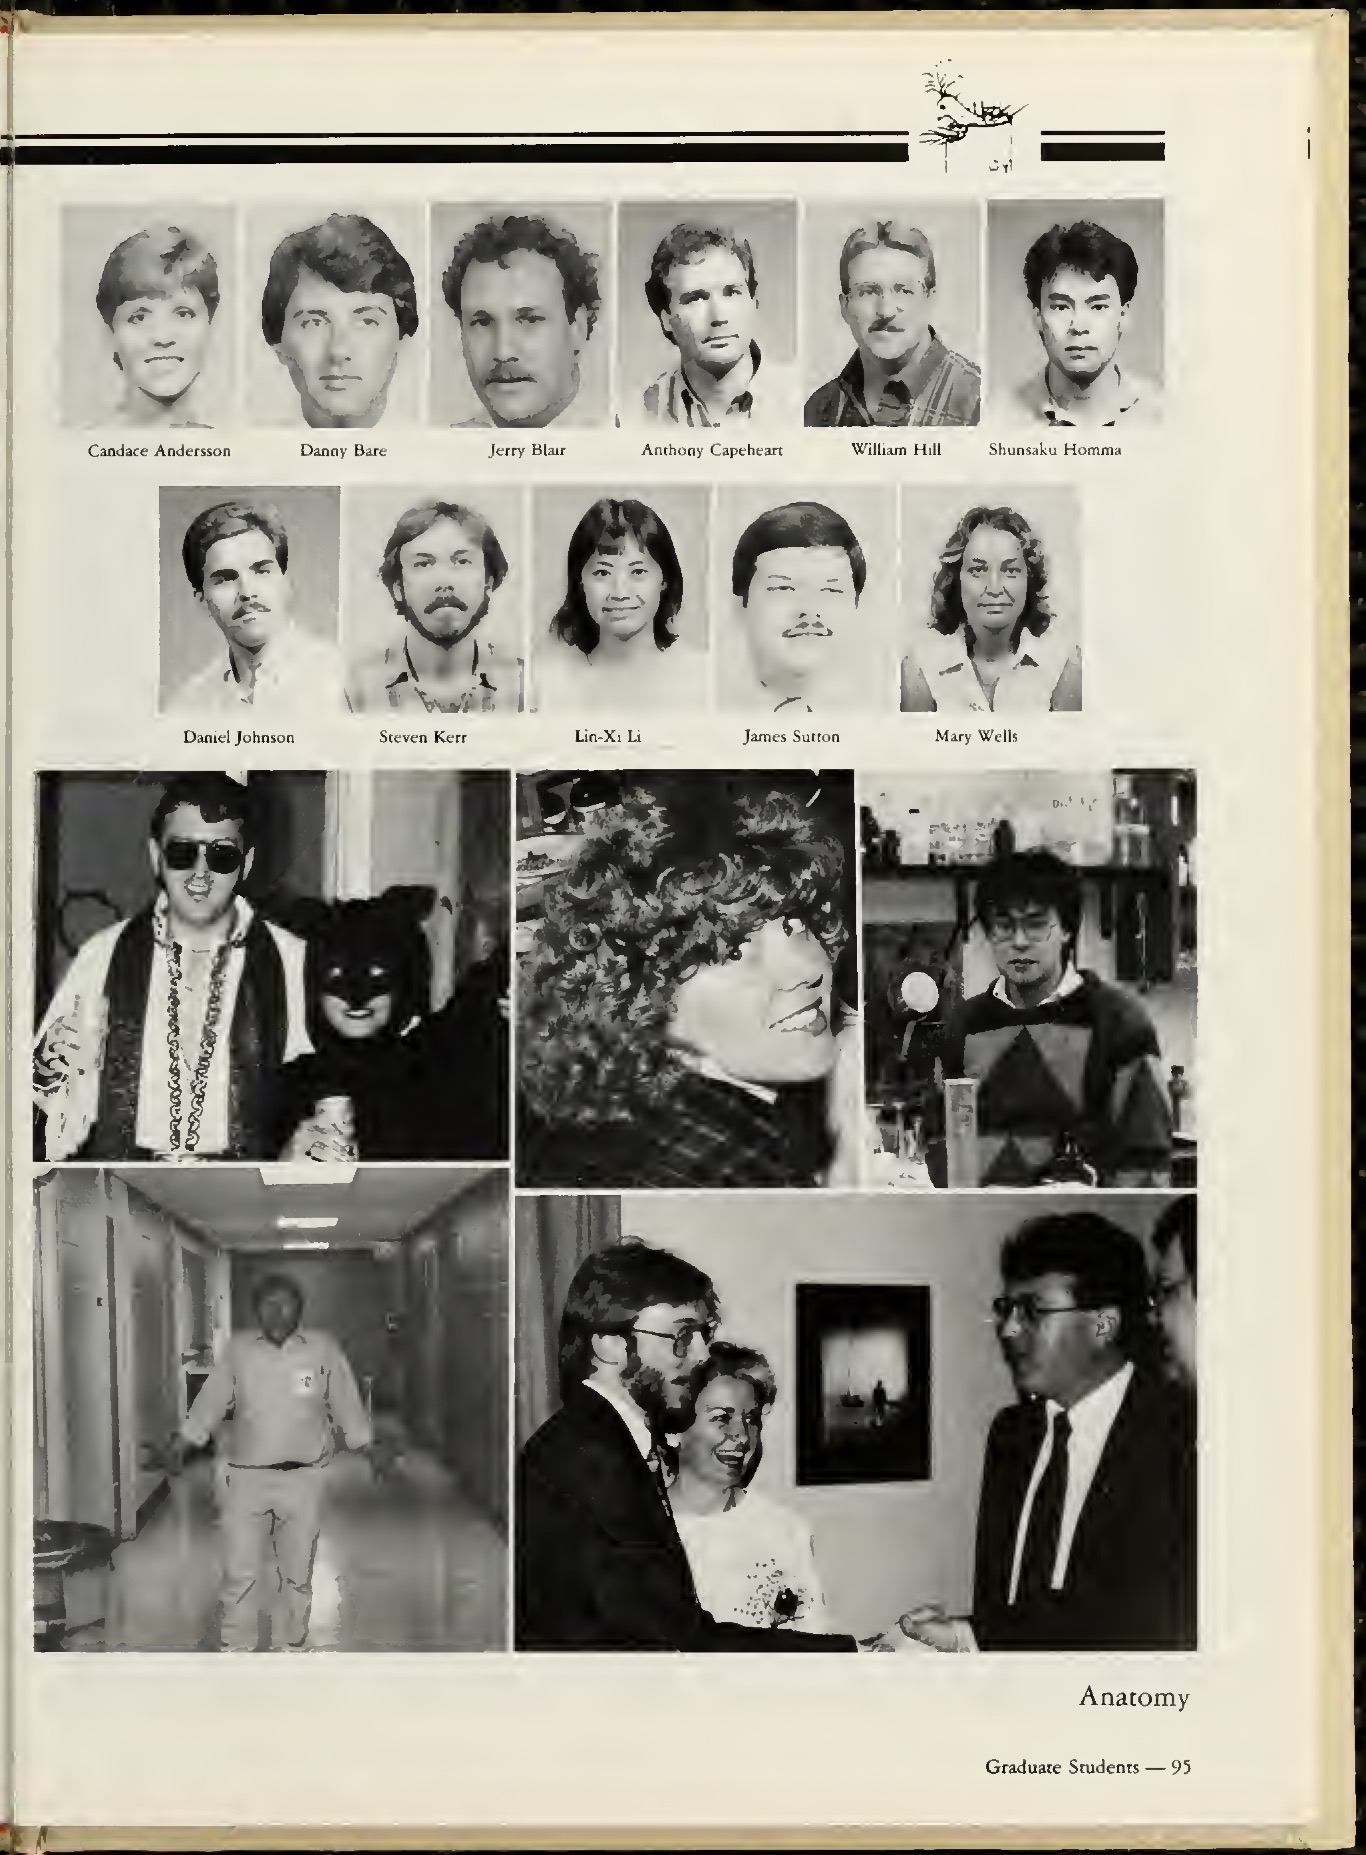 Candace Andersson Danny Bare Jerry Blair Anthony Capeheart William Hill Shunsaku Homma
Daniel Johnson Steven Kerr Lin-Xi Li James Sutton Mary Wells
Anatomy
Graduate Students — 95